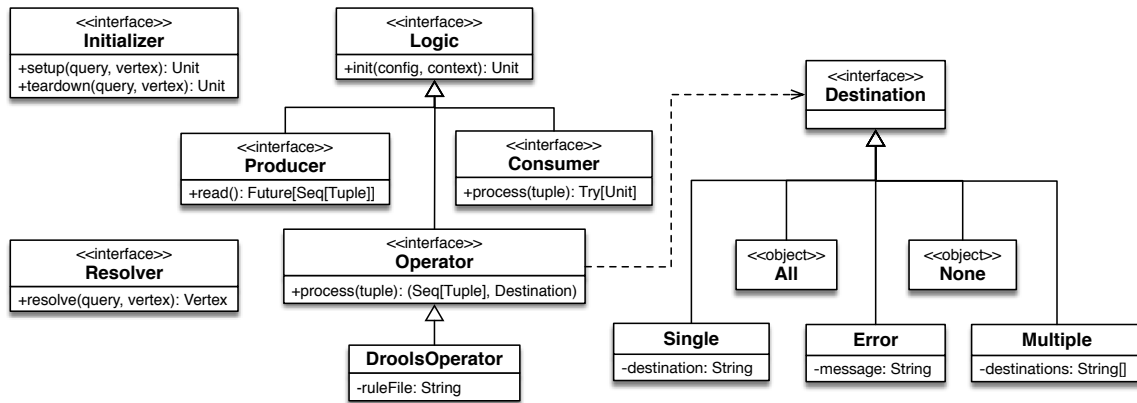 <<interface>>
Initializer
+setup(query, vertex): Unit
+teardown(query, vertex): Unit
<<interface>>
Logic
+init(config, context): Unit
<<interface>>
Destination
<<interface>>
Producer
+read(): Future[Seq[Tuple]]
<<interface>>
Consumer
+process(tuple): Try[Unit]
<<interface>>
Resolver
+resolve(query, vertex): Vertex
<<interface>>
Operator
+process(tuple): (Seq[Tuple], Destination)
<<object>>
All
<<object>>
None
DroolsOperator
-ruleFile: String
Single
-destination: String
Error
-message: String
Multiple
-destinations: String[]